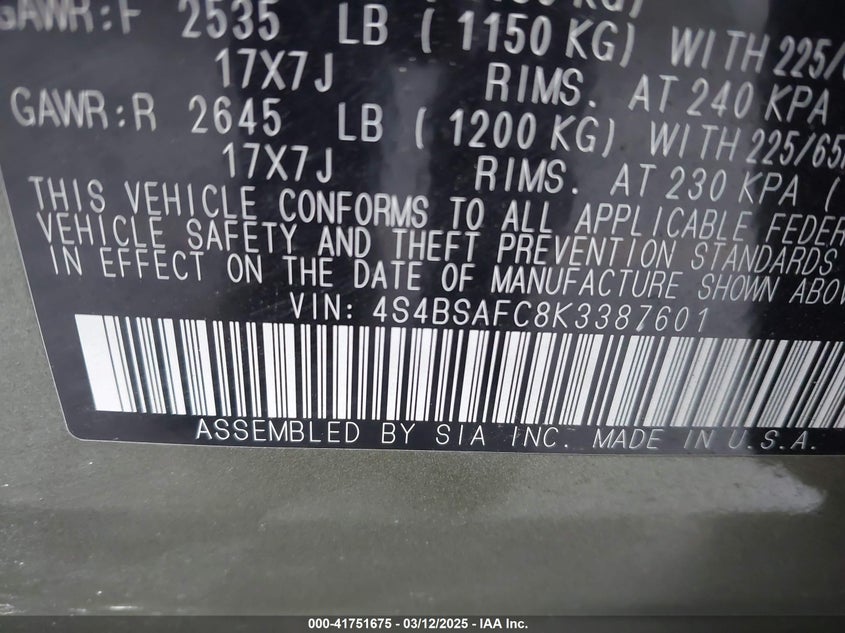 GAWR:F 2535 LB ( 1150 KG) WITH 225/
17X7J RIMS. AT 240 KPA
GAWR:R 2645 LB ( 1200 KG) WITH 225/65
17X7J RIMS. AT 230 KPA (
THIS VEHICLE CONFORMS TO ALL APPLICABLE FEDER
VEHICLE SAFETY AND THEFT PREVENTION STANDARDS
IN EFFECT ON THE DATE OF MANUFACTURE SHOWN ABOV
VIN: 4S4BSAFC8K3387601
ASSEMBLED BY SIA INC. MADE IN U.S.A.
000-41751675 - 03/12/2025 - IAA Inc.